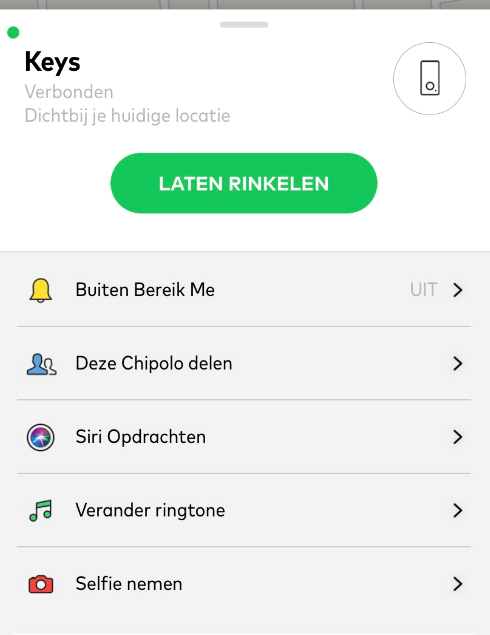 Keys
Verbonden
Dichtbij je huidige locatie
LATEN RINKELEN
Buiten Bereik Me UIT
Deze Chipolo delen
Siri Opdrachten
Verander ringtone
Selfie nemen